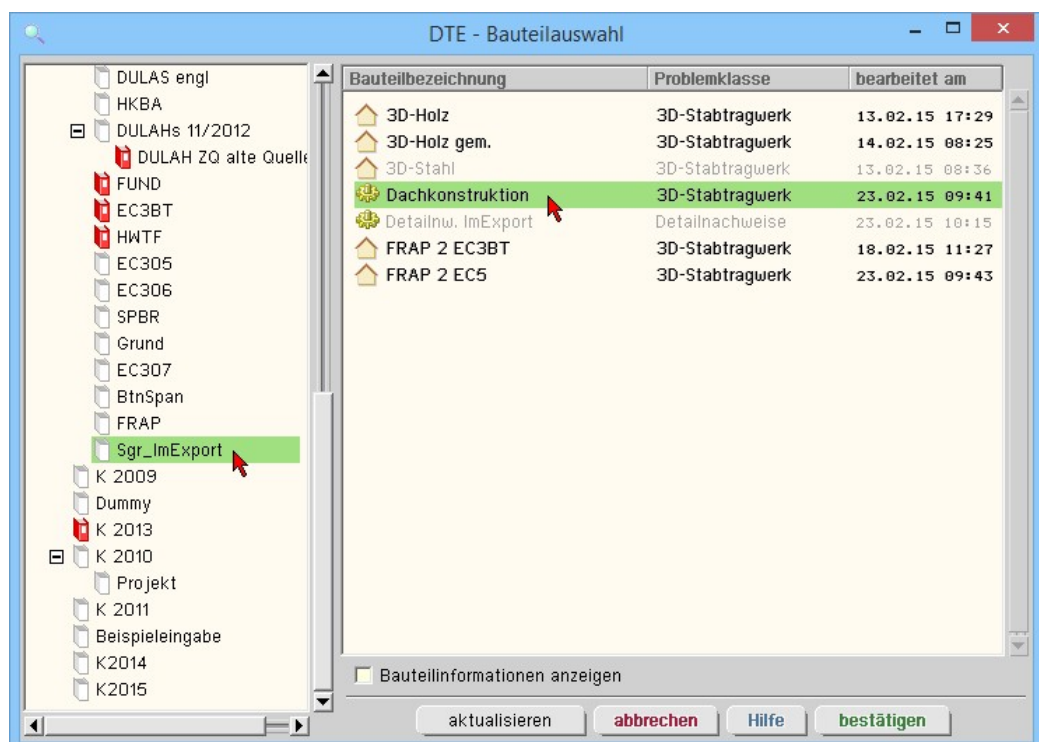 DTE - Bauteilauswahl
DULAS engl
HKBA
DULAHs 11/2012
DULAH ZQ alte Quelle
FUND
EC3BT
HWTF
EC305
EC306
SPBR
Grund
EC307
BtnSpan
FRAP
Sgr_ImExport
K 2009
Dummy
K 2013
K 2010
Projekt
K 2011
Beispieleingabe
K2014
K2015
Bauteilbezeichnung Problemklasse bearbeitet am
3D-Holz 3D-Stabtragwerk 13.02.15 17:29
3D-Holz gem. 3D-Stabtragwerk 14.02.15 08:25
3D-Stahl 3D-Stabtragwerk 13.02.15 08:36
Dachkonstruktion 3D-Stabtragwerk 23.02.15 09:41
Detailnw. ImExport Detailnachweise 23.02.15 10:15
FRAP 2 EC3BT 3D-Stabtragwerk 18.02.15 11:27
FRAP 2 EC5 3D-Stabtragwerk 23.02.15 09:43
Bauteilinformationen anzeigen
aktualisieren abbrechen Hilfe bestätigen